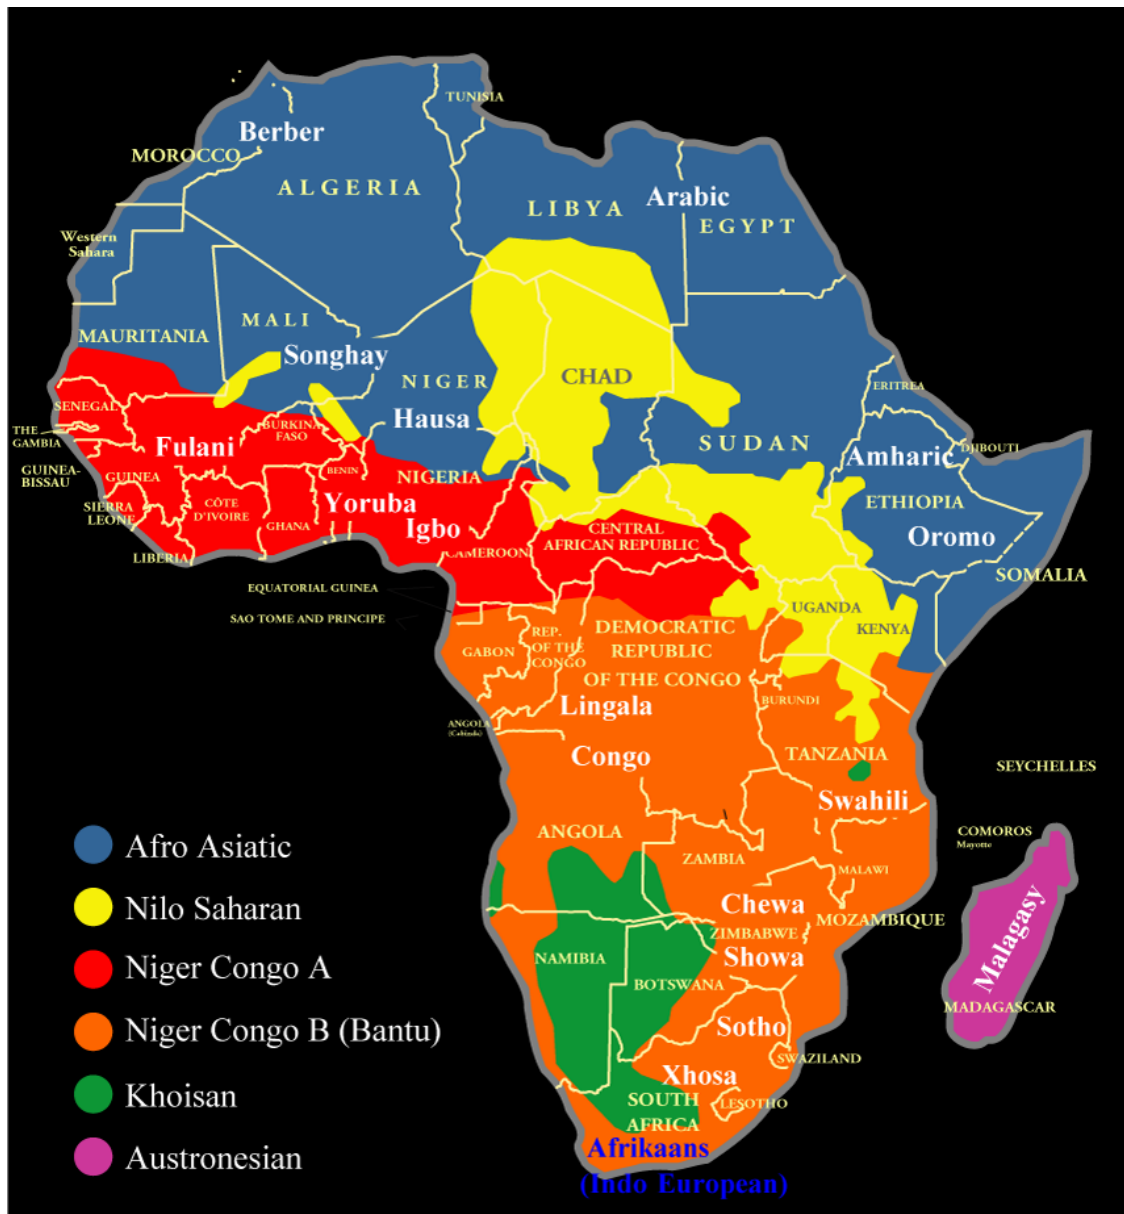 TUNISIA
Berber
MOROCCO
ALGERIA
Arabic
LIBYA
EGYPT
Western
Sahara
MALI
MAURITANIA
Songhay
NIGER
CHAD
ERITREA
SENEGAL
Hausa
THE
GAMBIA
BURKINA
FASO
Fulani
SUDAN
DJIBOUTI
Amharic
GUINEA-
BISSAU
GUINEA
BENIN
NIGERIA
ETHIOPIA
SIERRA
LEONE
CÔTE
D'IVOIRE
GHANA
Yoruba
Igbo
CENTRAL
AFRICAN REPUBLIC
Oromo
LIBERIA
CAMEROON
SOMALIA
EQUATORIAL GUINEA
SAO TOME AND PRINCIPE
UGANDA
KENYA
GABON
REP.
OF THE
CONGO
DEMOCRATIC
REPUBLIC
OF THE CONGO
BURUNDI
Lingala
ANGOLA
(Cabinda)
Congo
TANZANIA
SEYCHELLES
Swahili
ANGOLA
COMOROS
Mayotte
ZAMBIA
MALAWI
Chewa
MOZAMBIQUE
ZIMBABWE
Showa
NAMIBIA
BOTSWANA
Malagasy
MADAGASCAR
Sotho
SWAZILAND
Xhosa
SOUTH
AFRICA
LESOTHO
Afrikaans
(Indo European)
Afro Asiatic
Nilo Saharan
Niger Congo A
Niger Congo B (Bantu)
Khoisan
Austronesian